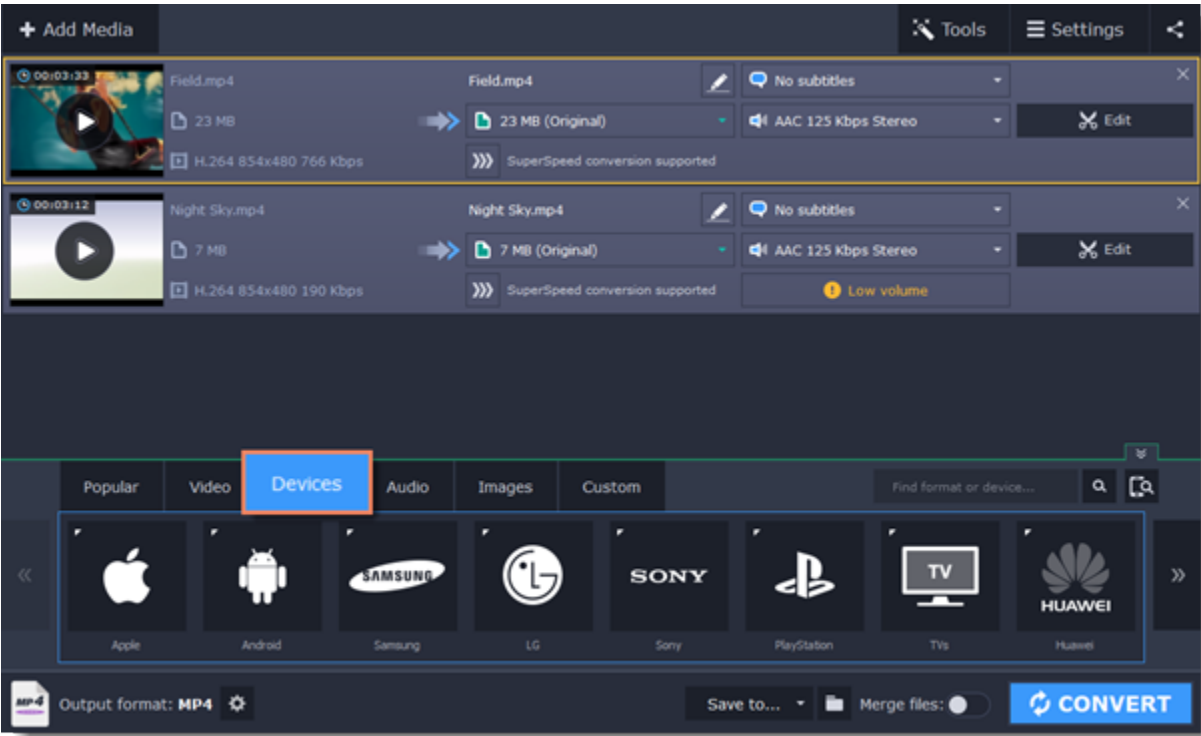 Add Media
Tools
Settings
00:03:33
Field.mp4
Field.mp4
No subtitles
23 MB
23 MB (Original)
AAC 125 Kbps Stereo
Edit
H.264 854x480 766 Kbps
SuperSpeed conversion supported
00:03:12
Night Sky.mp4
Night Sky.mp4
No subtitles
7 MB
7 MB (Original)
AAC 125 Kbps Stereo
Edit
H.264 854x480 190 Kbps
SuperSpeed conversion supported
Low volume
Popular
Video
Devices
Audio
Images
Custom
Find format or device...
SAMSUNG
LG
SONY
TV
HUAWEI
Apple
Android
Samsung
LG
Sony
PlayStation
TVs
Huawei
MP4
Output format: MP4
Save to...
Merge files:
CONVERT